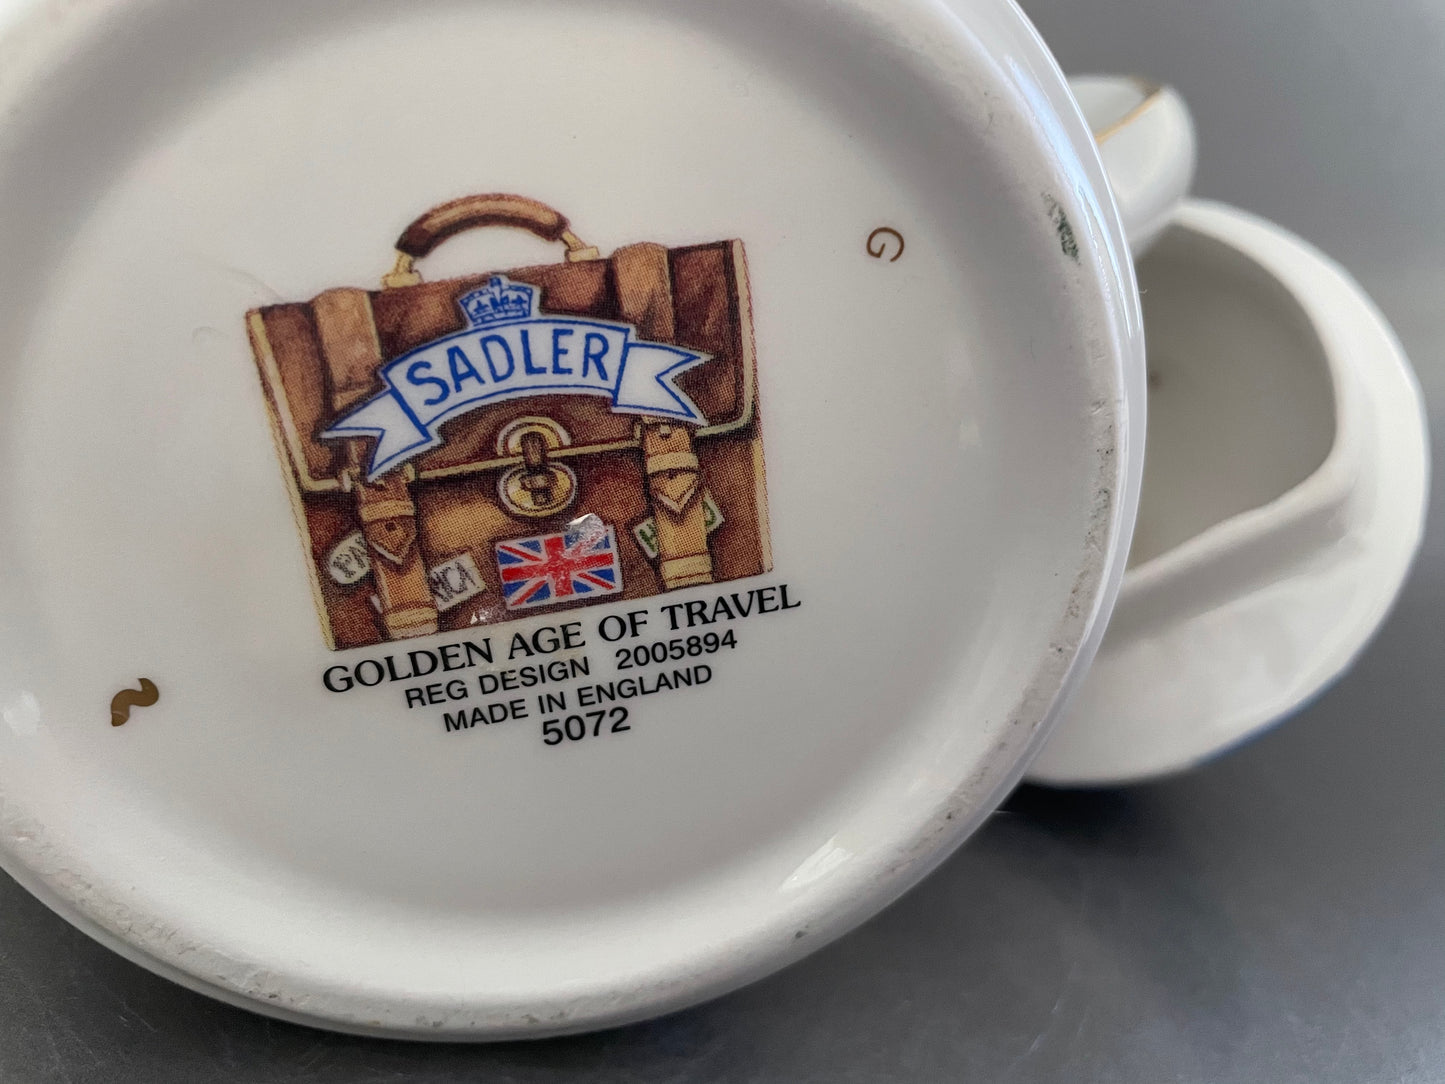 SADLER
GOLDEN AGE OF TRAVEL
REG DESIGN 2005894
MADE IN ENGLAND
5072
G